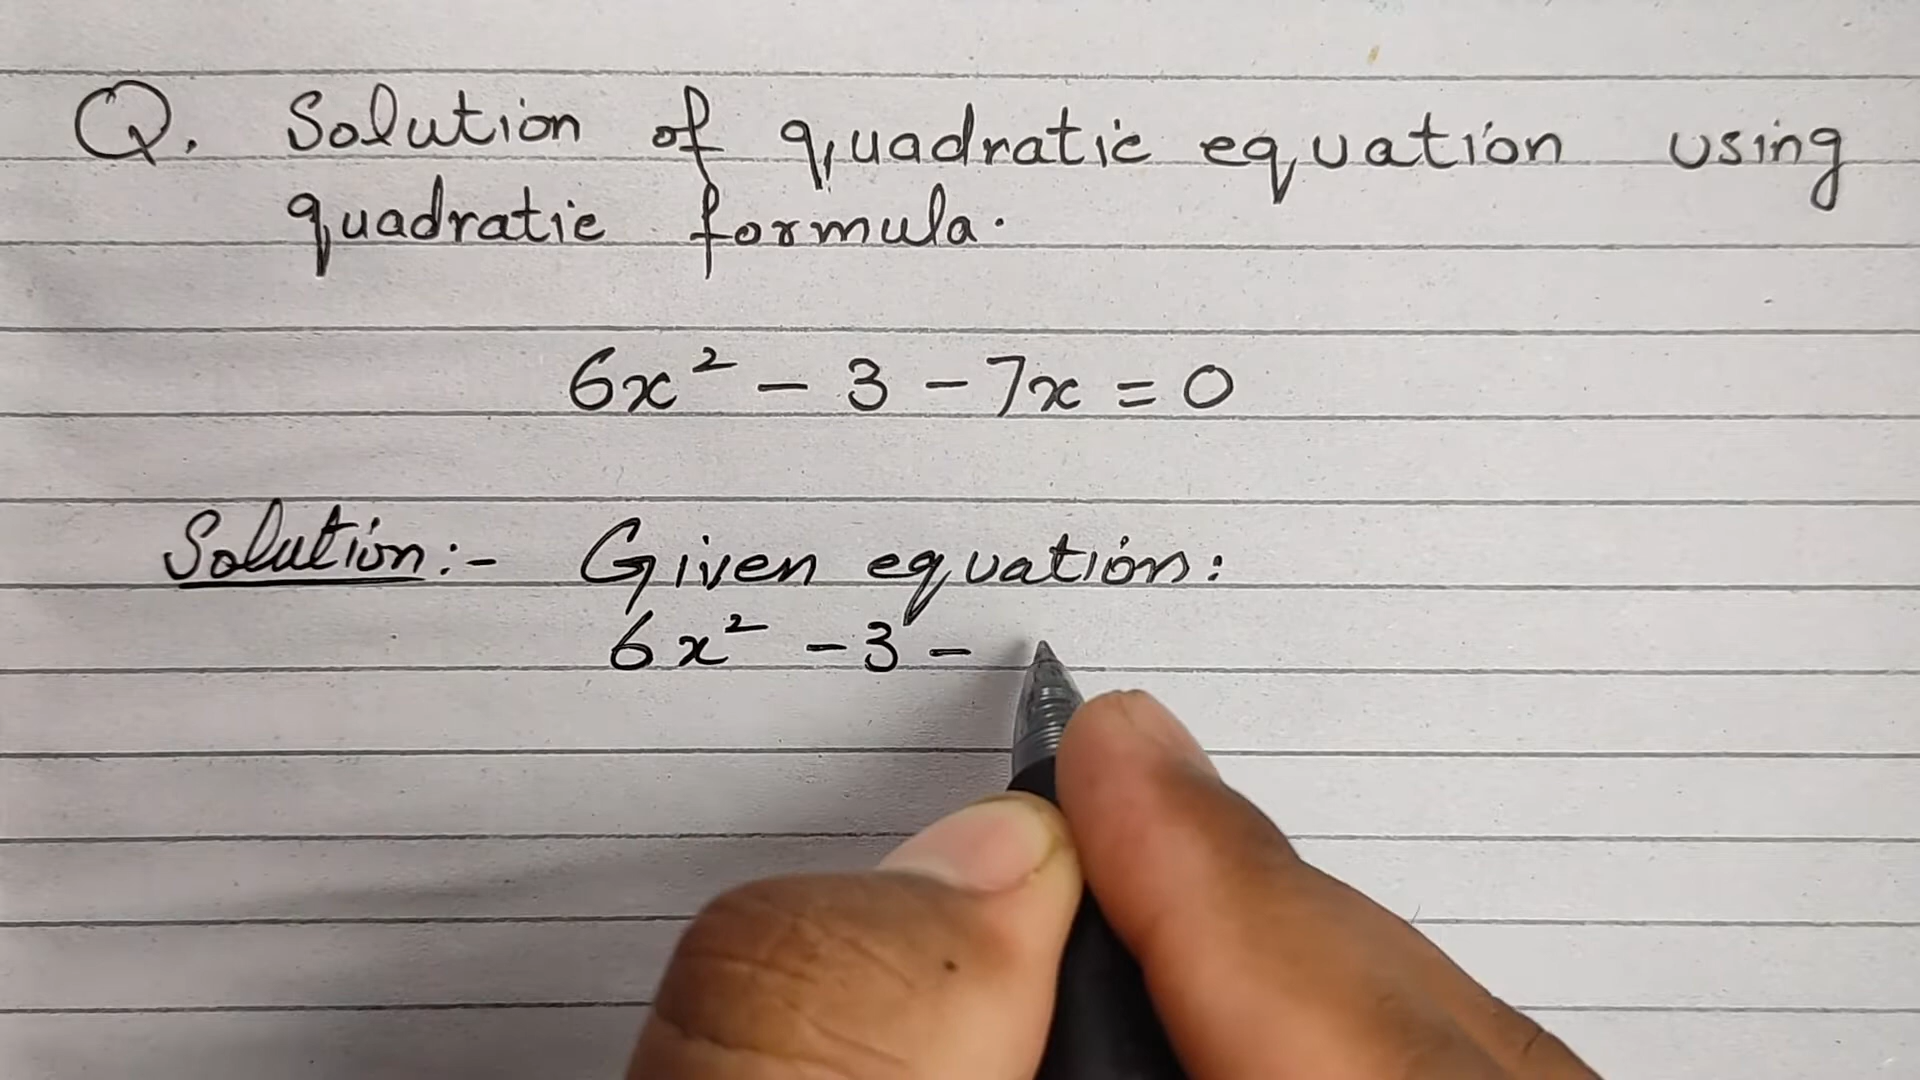 Q. Solution of quadratic equation using
quadratic formula.
6x² - 3 - 7x = 0
Solution:- Given equation:
6x² - 3 -